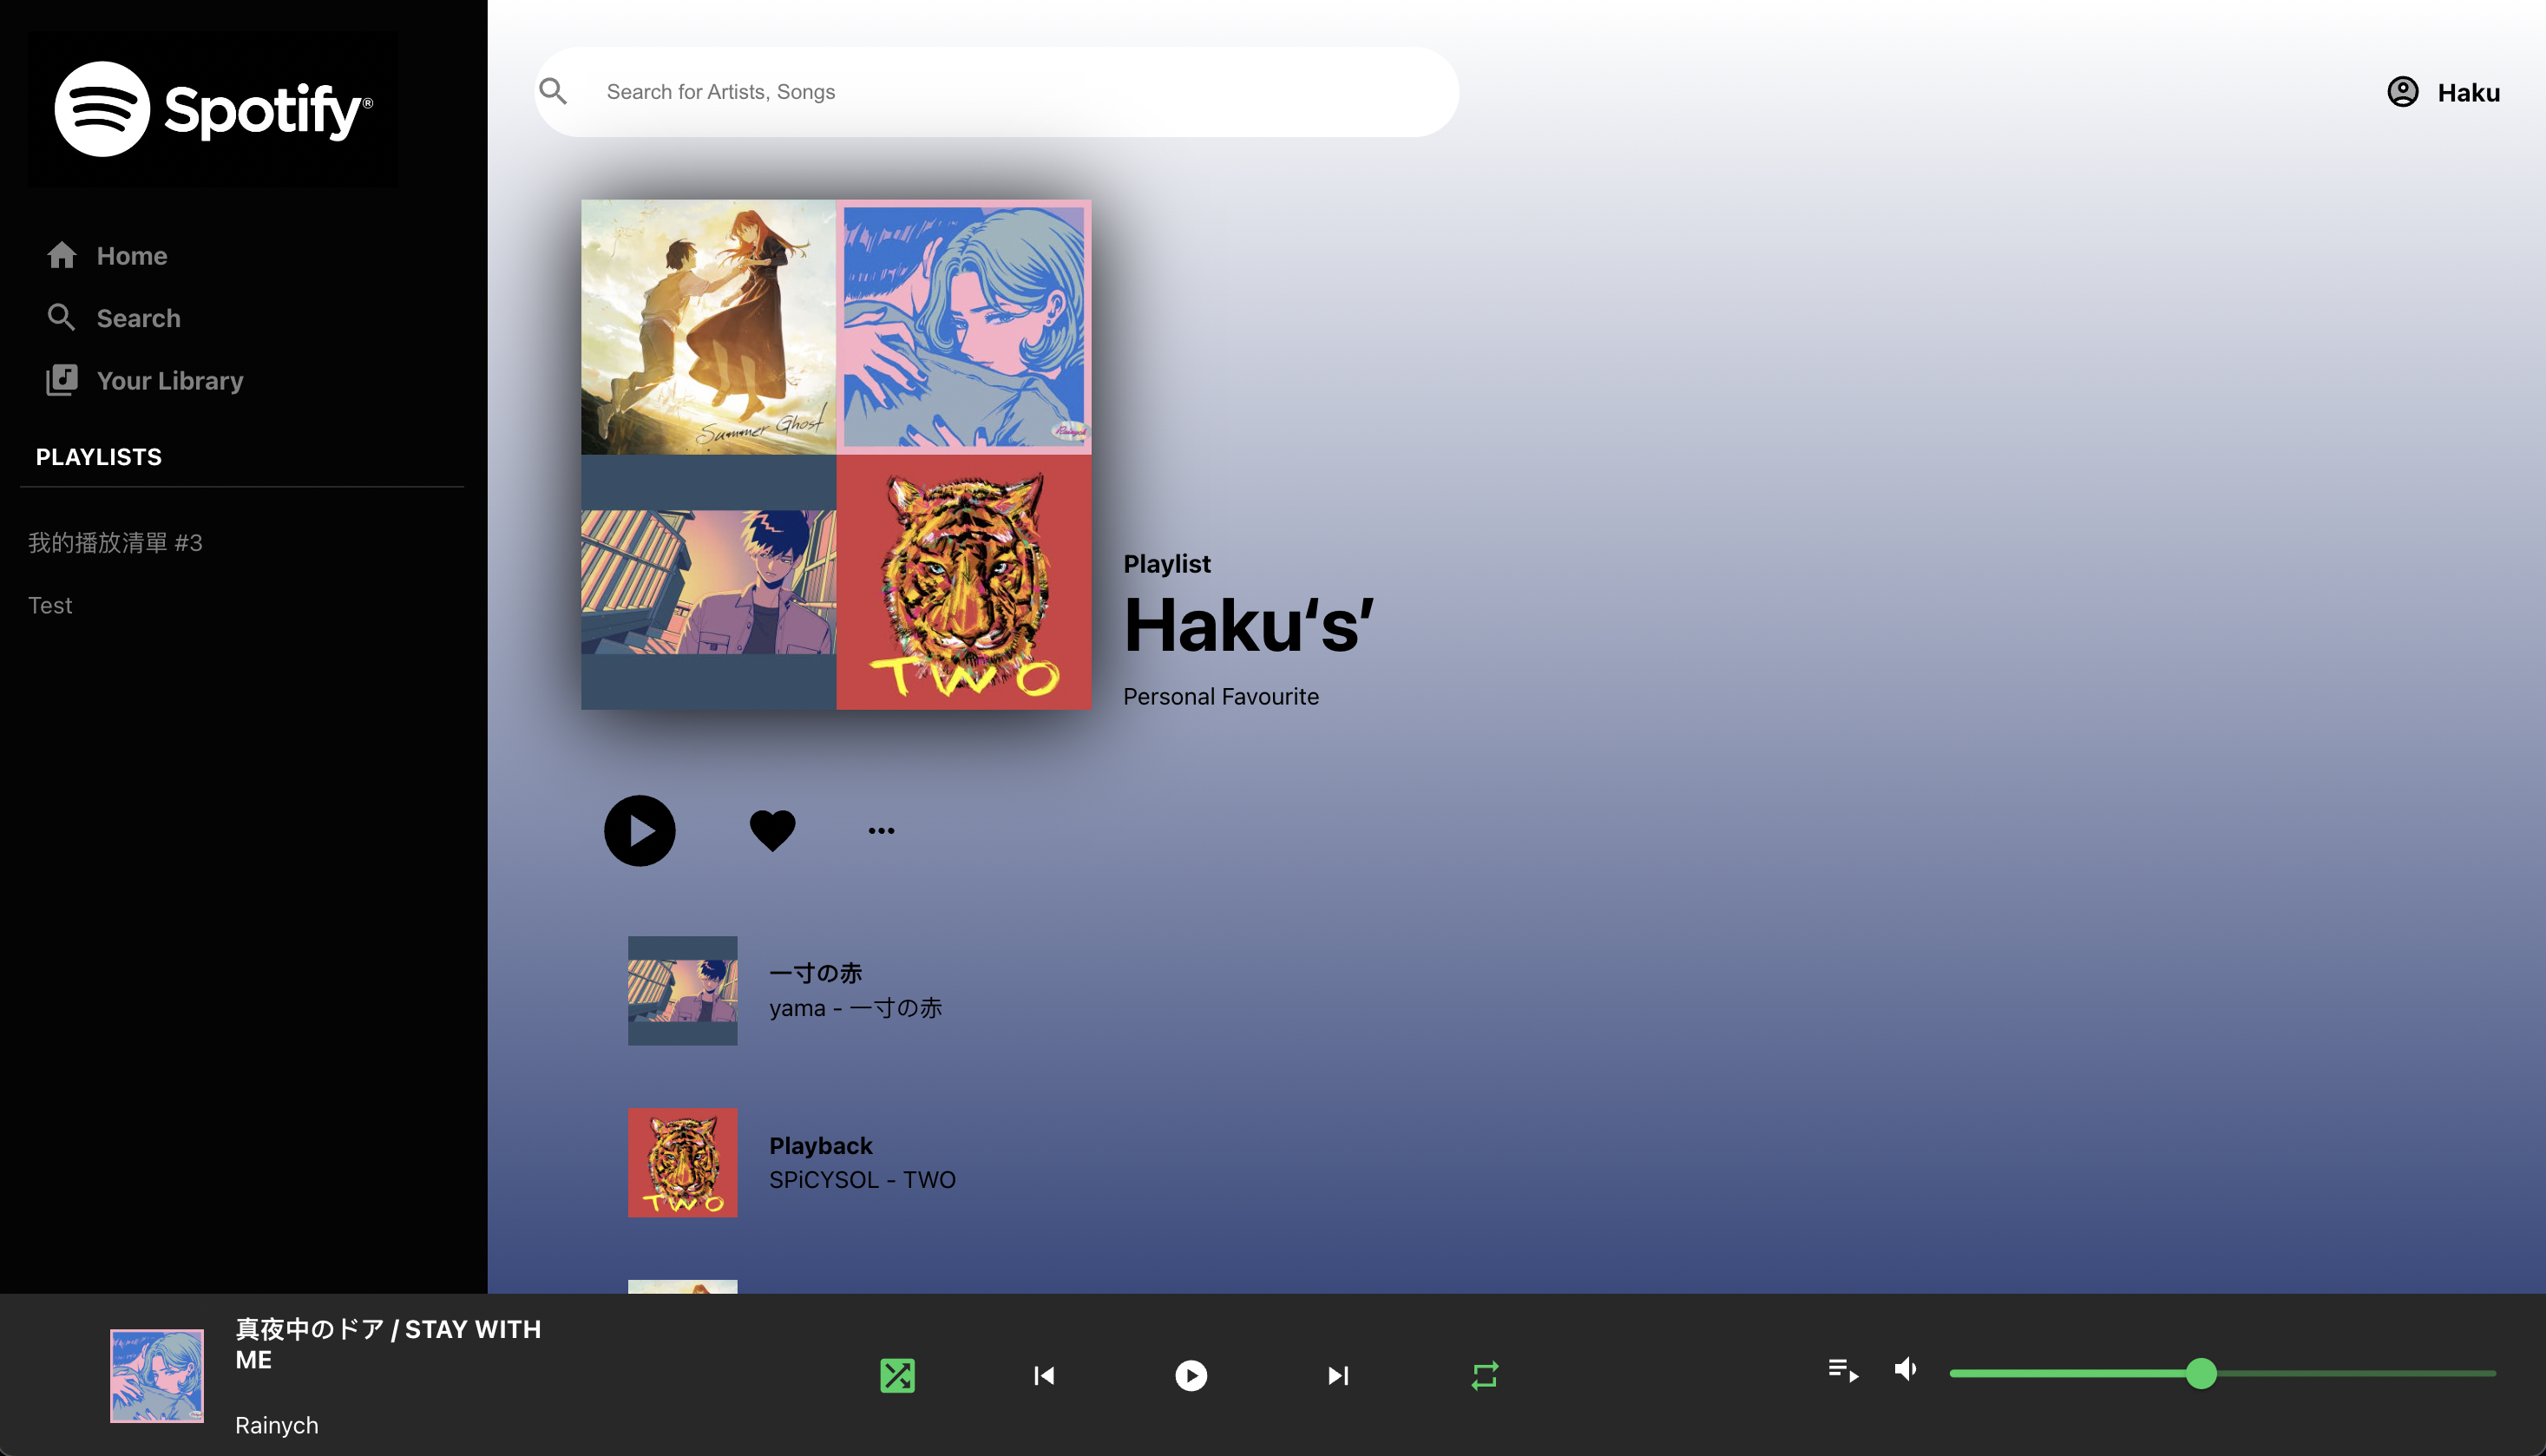 Spotify®
Home
Search
Your Library
PLAYLISTS
我的播放清單 #3
Test
Search for Artists, Songs
Haku
Summer Ghost
Rainych
TWO
Playlist
Haku‘s’
Personal Favourite
一寸の赤
yama - 一寸の赤
TWO
Playback
SPiCYSOL - TWO
真夜中のドア / STAY WITH
ME
Rainych